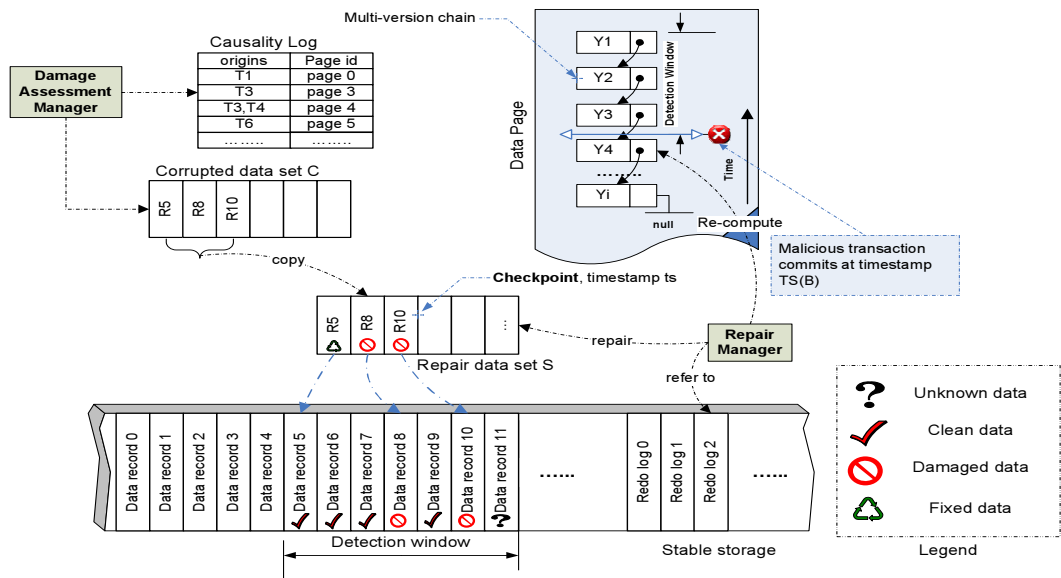 Multi-version chain
Causality Log
origins Page id
T1 page 0
T3 page 3
T3,T4 page 4
T6 page 5
......... .........
Damage
Assessment
Manager
Data Page
Y1
Y2
Y3
Y4
........
Yi
null
Detection Window
Time
Re-compute
Malicious transaction
commits at timestamp
TS(B)
Corrupted data set C
R5 R8 R10
copy
Checkpoint, timestamp ts
R5 R8 R10 ...
Repair data set S
repair
Repair
Manager
refer to
Data record 0
Data record 1
Data record 2
Data record 3
Data record 4
Data record 5
Data record 6
Data record 7
Data record 8
Data record 9
Data record 10
Data record 11
......
Redo log 0
Redo log 1
Redo log 2
......
Detection window
Stable storage
Unknown data
Clean data
Damaged data
Fixed data
Legend